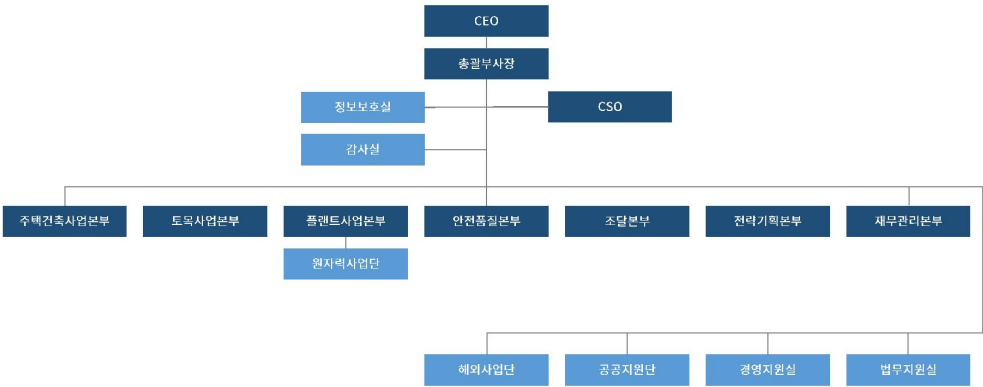 CEO
총괄부사장
정보보호실
CSO
감사실
주택건축사업본부
토목사업본부
플랜트사업본부
안전품질본부
조달본부
전략기획본부
재무관리본부
원자력사업단
해외사업단
공공지원단
경영지원실
법무지원실